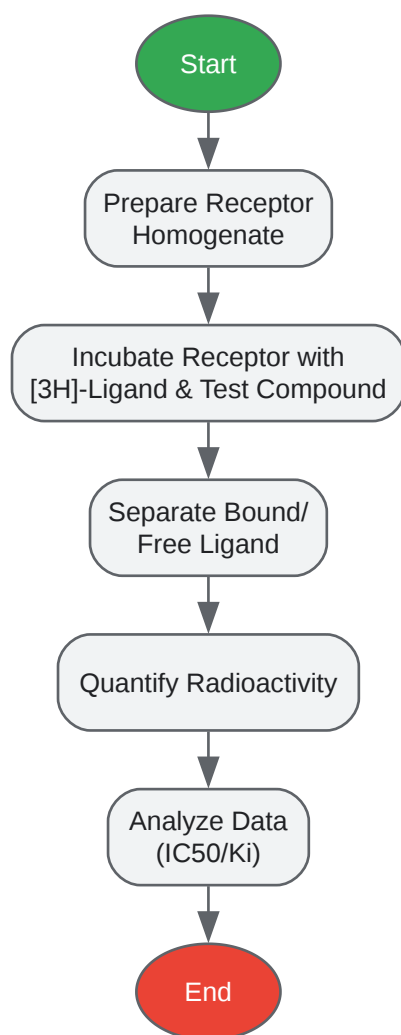 Start
Prepare Receptor
Homogenate
Incubate Receptor with
[3H]-Ligand & Test Compound
Separate Bound/
Free Ligand
Quantify Radioactivity
Analyze Data
(IC50/Ki)
End